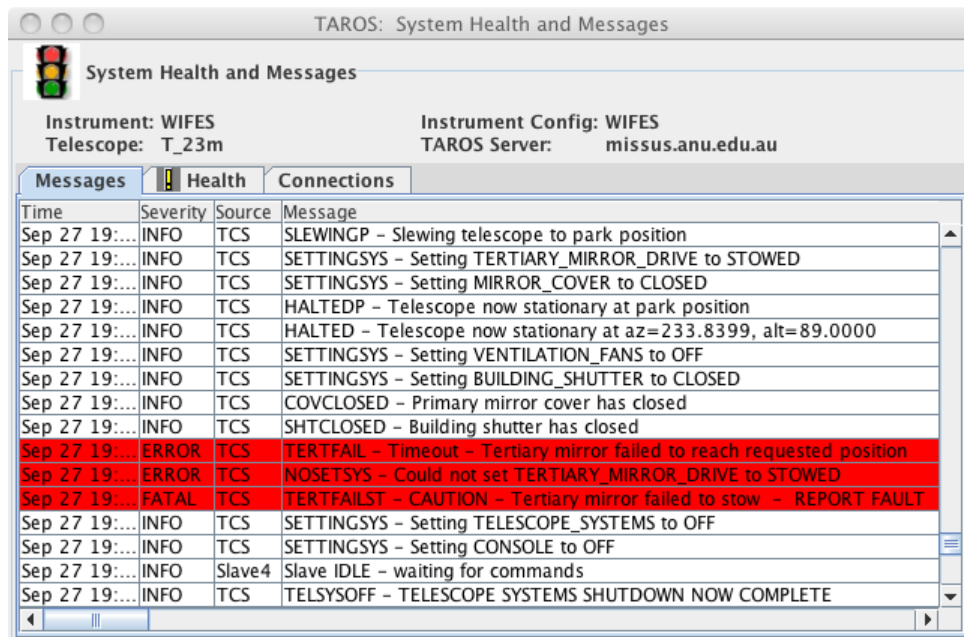 TAROS: System Health and Messages
System Health and Messages
Instrument: WIFES Instrument Config: WIFES
Telescope: T_23m TAROS Server: missus.anu.edu.au
Messages Health Connections
Time Severity Source Message
Sep 27 19:... INFO TCS SLEWINGP – Slewing telescope to park position
Sep 27 19:... INFO TCS SETTINGSYS – Setting TERTIARY_MIRROR_DRIVE to STOWED
Sep 27 19:... INFO TCS SETTINGSYS – Setting MIRROR_COVER to CLOSED
Sep 27 19:... INFO TCS HALTEDP – Telescope now stationary at park position
Sep 27 19:... INFO TCS HALTED – Telescope now stationary at az=233.8399, alt=89.0000
Sep 27 19:... INFO TCS SETTINGSYS – Setting VENTILATION_FANS to OFF
Sep 27 19:... INFO TCS SETTINGSYS – Setting BUILDING_SHUTTER to CLOSED
Sep 27 19:... INFO TCS COVCLOSED – Primary mirror cover has closed
Sep 27 19:... INFO TCS SHTCLOSED – Building shutter has closed
Sep 27 19:... ERROR TCS TERTFAIL – Timeout – Tertiary mirror failed to reach requested position
Sep 27 19:... ERROR TCS NOSETSYS – Could not set TERTIARY_MIRROR_DRIVE to STOWED
Sep 27 19:... FATAL TCS TERTFAILST – CAUTION – Tertiary mirror failed to stow – REPORT FAULT
Sep 27 19:... INFO TCS SETTINGSYS – Setting TELESCOPE_SYSTEMS to OFF
Sep 27 19:... INFO TCS SETTINGSYS – Setting CONSOLE to OFF
Sep 27 19:... INFO Slave4 Slave IDLE – waiting for commands
Sep 27 19:... INFO TCS TELSYSOFF – TELESCOPE SYSTEMS SHUTDOWN NOW COMPLETE